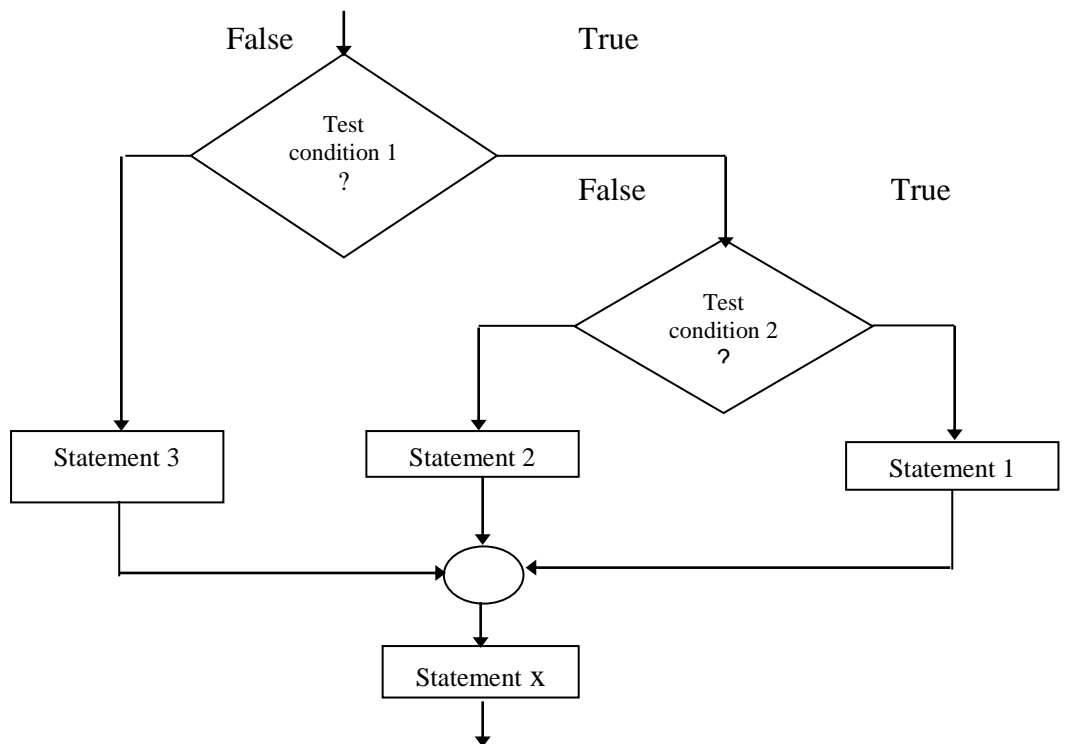 False True
Test
condition 1
?
False True
Test
condition 2
?
Statement 3
Statement 2
Statement 1
Statement x